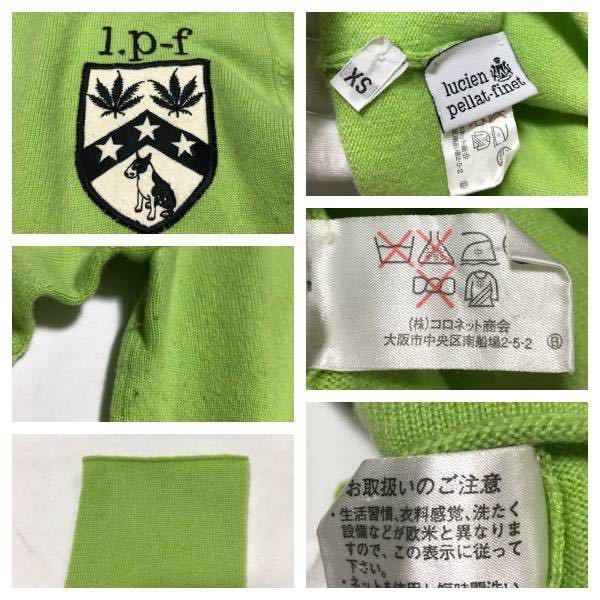 l.p-f
XS
lucien
pellat-finet
中
(株)コロネット商会
大阪市中央区南船場2-5-2 Ⓑ
お取扱いのご注意
・生活習慣、衣料感覚、洗たく
設備などが欧米と異なりま
すので、この表示に従って
下さい。